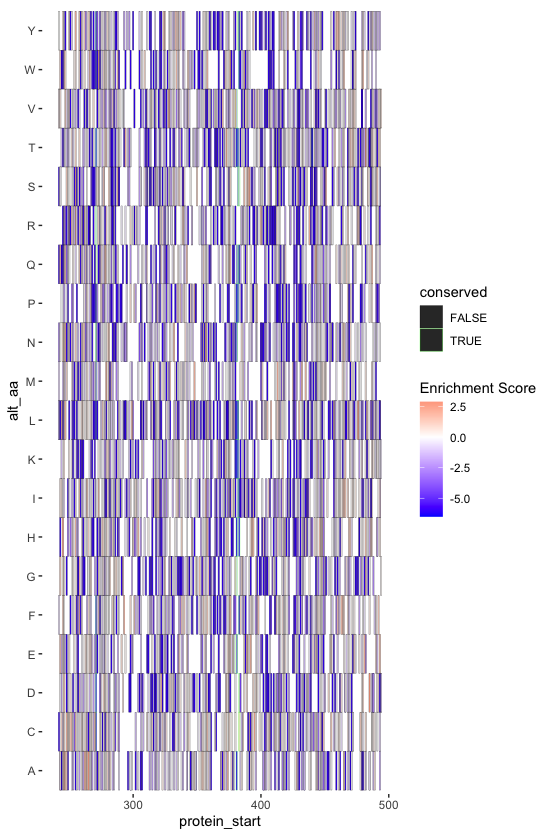 Y
W
V
T
S
R
Q
P
N
M
L
K
I
H
G
F
E
D
C
A
alt_aa
300
400
500
protein_start
conserved
FALSE
TRUE
Enrichment Score
2.5
0.0
-2.5
-5.0